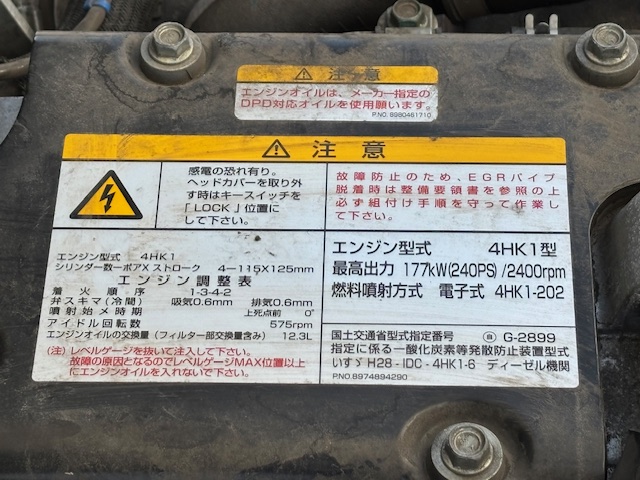 注意
エンジンオイルは、メーカー指定の
DPD対応オイルを使用願います。
P.NO. 8980461710
注意
感電の恐れ有り。
ヘッドカバーを取り外
す時はキースイッチを
「LOCK」位置に
して下さい。
故障防止のため、EGRパイプ
脱着時は整備要領書を参照の上
必ず組付け手順を守って作業し
て下さい。
エンジン型式 4HK1
シリンダー数ーボアXストローク 4-115X125mm
エンジン調整表
着火順序 1-3-4-2
弁スキマ(冷間) 吸気0.6mm 排気0.6mm
噴射始メ時期 上死点前 0°
アイドル回転数 575rpm
エンジンオイルの交換量(フィルター部交換量含み) 12.3L
(注)レベルゲージを抜いて注入して下さい。
故障の原因となるのでレベルゲージMAX位置以上
にエンジンオイルを入れないで下さい。
エンジン型式 4HK1型
最高出力 177kW(240PS)/2400rpm
燃料噴射方式 電子式 4HK1-202
国土交通省型式指定番号 自 G-2899
指定に係る一酸化炭素等発散防止装置型式
いすゞ H28-IDC-4HK1-6 ディーゼル機関
P.NO.8974894290